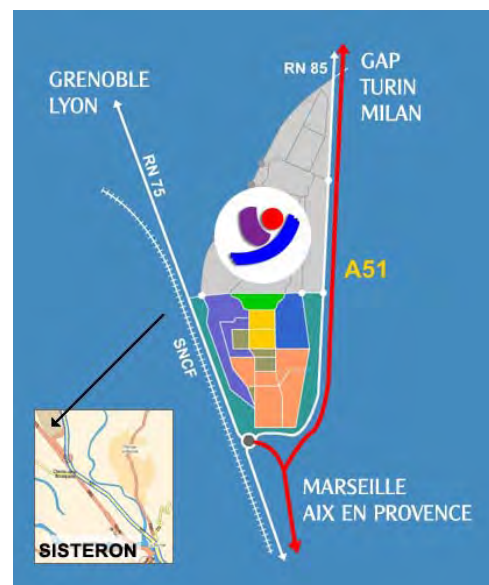 GRENOBLE
LYON
RN 75
RN 85
GAP
TURIN
MILAN
A51
SNCF
MARSEILLE
AIX EN PROVENCE
SISTERON